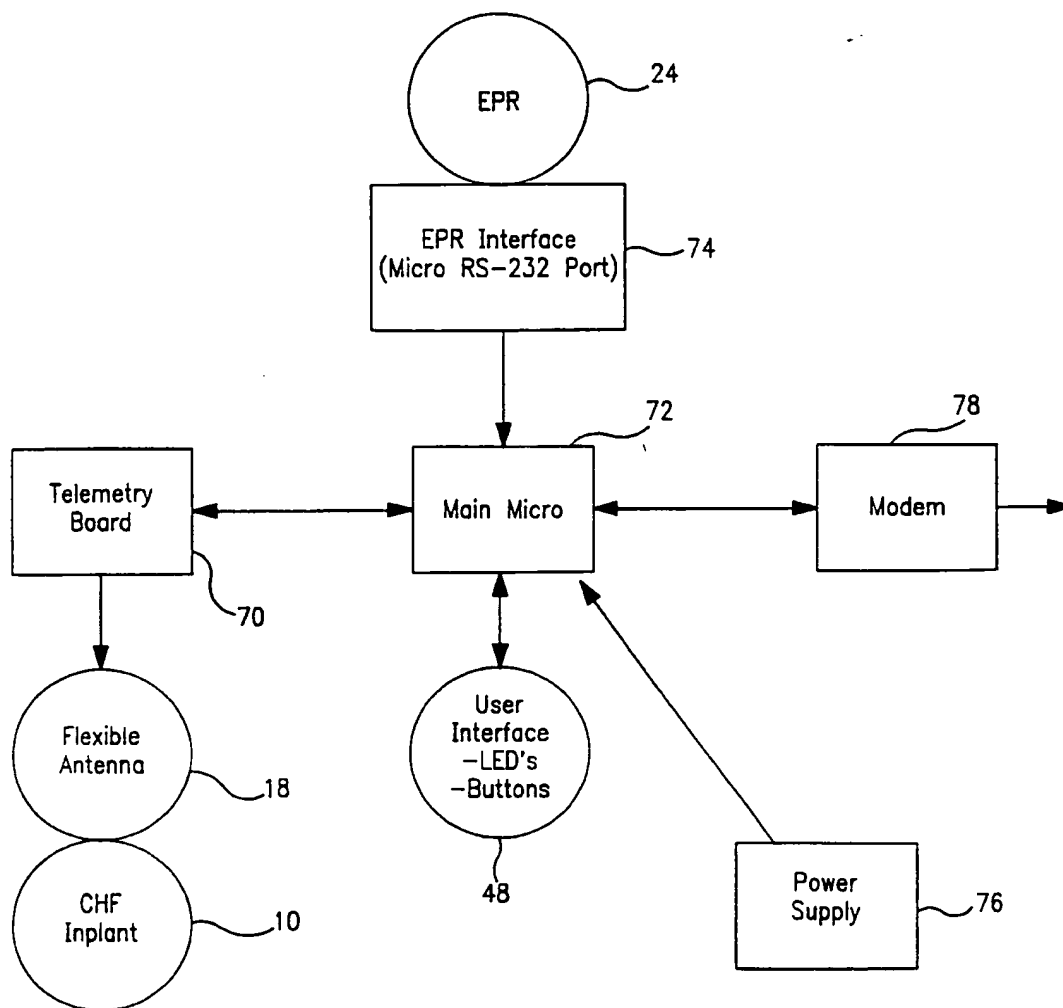 24
EPR
EPR Interface
(Micro RS-232 Port)
74
72
78
Telemetry
Board
Main Micro
Modem
70
Flexible
Antenna
User
Interface
-LED's
-Buttons
18
48
Power
Supply
76
CHF
Inplant
10